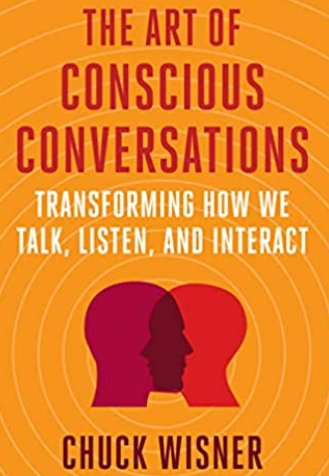 THE ART OF
CONSCIOUS
CONVERSATIONS
TRANSFORMING HOW WE
TALK, LISTEN, AND INTERACT
CHUCK WISNER